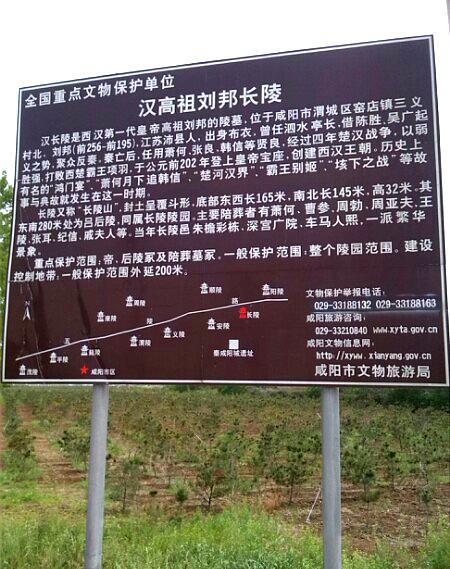 全国重点文物保护单位
汉高祖刘邦长陵
汉长陵是西汉第一代皇帝高祖刘邦的陵墓，位于咸阳市渭城区窑店镇三义
村北，刘邦(前256-前195)，江苏沛县人，出身布衣，曾任泗水亭长，借陈胜、吴广起
义之势，聚众反秦，秦亡后，任用萧何、张良、韩信等贤良，经过四年楚汉战争，以弱
胜强，打败西楚霸王项羽，于公元前202年登上皇帝宝座，创建西汉王朝。历史上
有名的“鸿门宴”、“萧何月下追韩信”、“楚河汉界”、“霸王别姬”、“垓下之战”等故
事与典故就发生在这一时期。
长陵又称“长陵山”，封土呈覆斗形，底部东西长165米，南北长145米，高32米。其
东南280米处为吕后陵，同属长陵陵园。主要陪葬者有萧何、曹参、周勃、周亚夫、王
陵、张耳、纪信、戚夫人等。当年长陵邑朱檐彩栋、深宫广院、车马人熙，一派繁华
景象。
重点保护范围：帝、后陵冢及陪葬墓冢。一般保护范围：整个陵园范围。建设
控制地带：一般保护范围外延200米。
N
周陵
康陵
渭陵
义陵
顺陵
安陵
阳陵
长陵
五
陵
路
茂陵
平陵
延陵
咸阳市区
秦咸阳城遗址
文物保护举报电话：
029-33188132 029-33188163
咸阳旅游咨询：
029-33210840 www.xyta.gov.cn
咸阳文物信息网：
http://xyww.xianyang.gov.cn
咸阳市文物旅游局